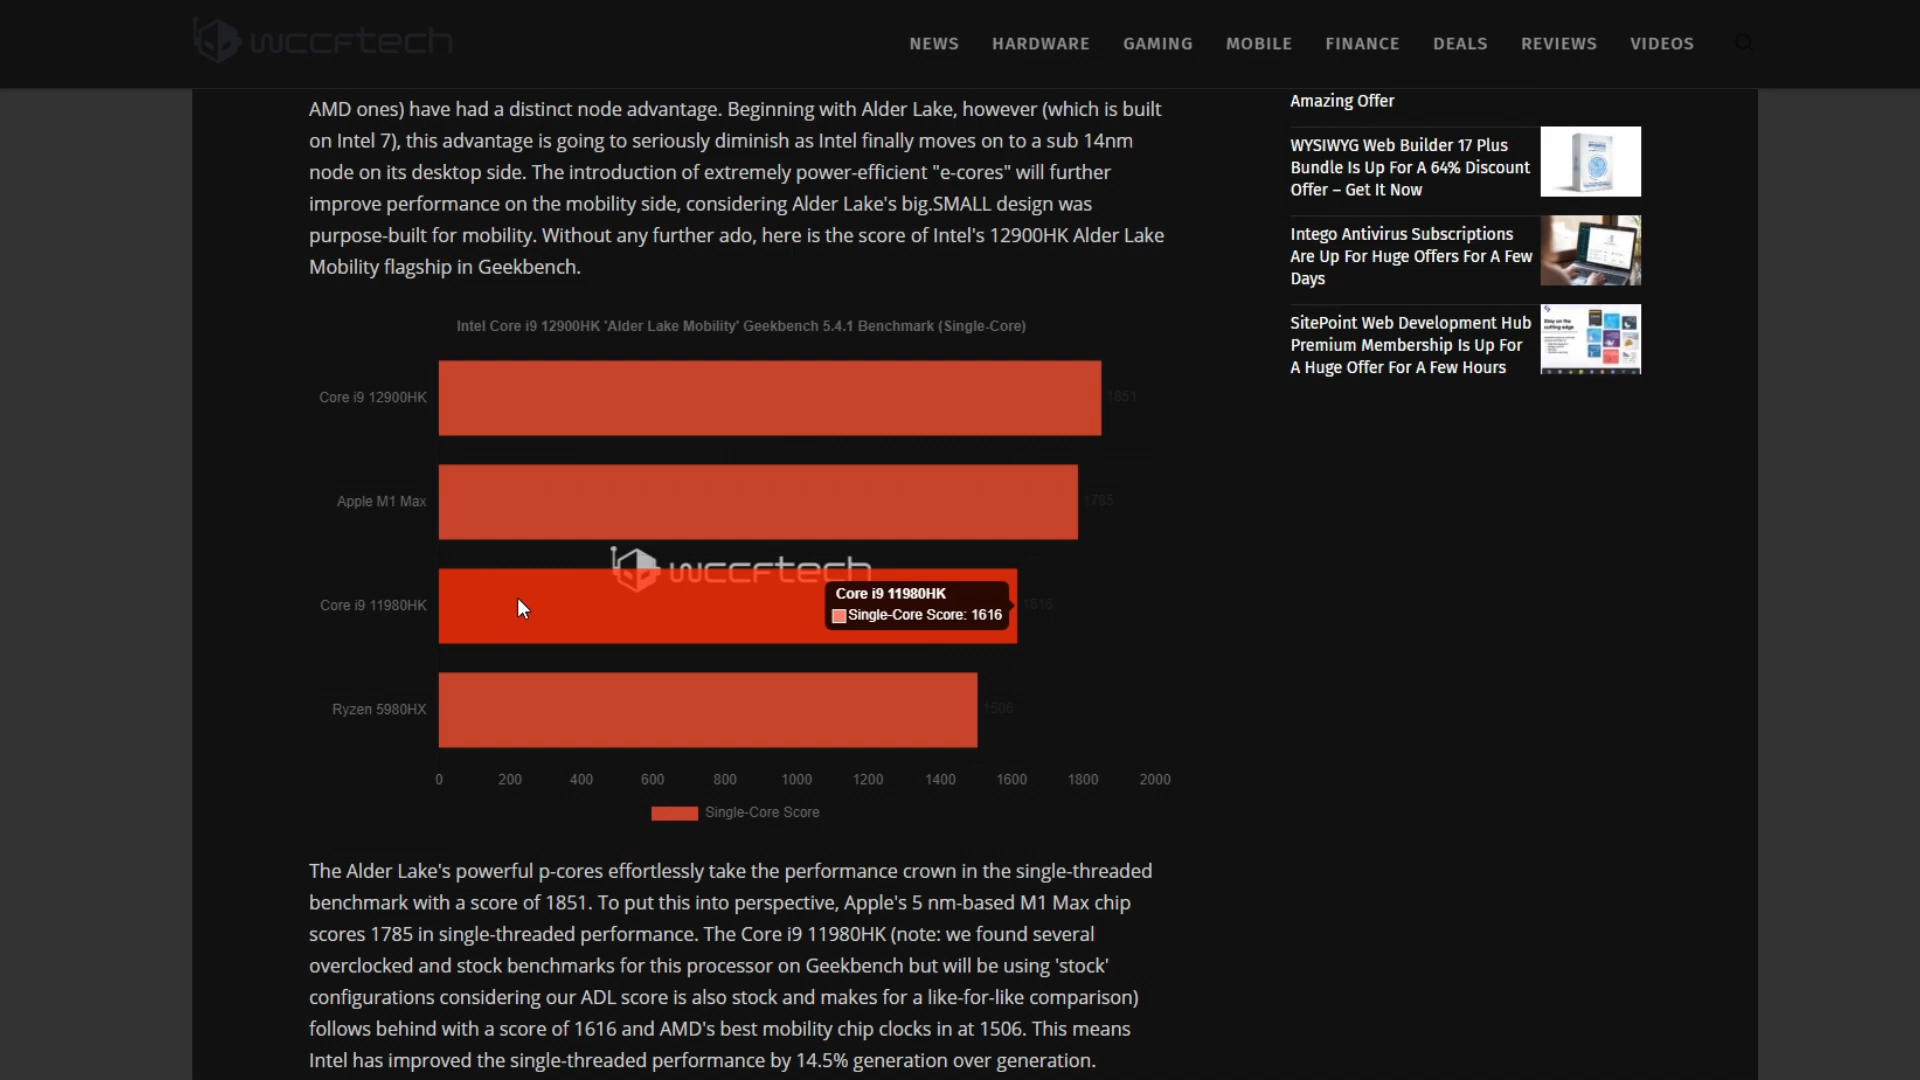 wccftech
NEWS HARDWARE GAMING MOBILE FINANCE DEALS REVIEWS VIDEOS
AMD ones) have had a distinct node advantage. Beginning with Alder Lake, however (which is built
on Intel 7), this advantage is going to seriously diminish as Intel finally moves on to a sub 14nm
node on its desktop side. The introduction of extremely power-efficient "e-cores" will further
improve performance on the mobility side, considering Alder Lake's big.SMALL design was
purpose-built for mobility. Without any further ado, here is the score of Intel's 12900HK Alder Lake
Mobility flagship in Geekbench.
Intel Core i9 12900HK 'Alder Lake Mobility' Geekbench 5.4.1 Benchmark (Single-Core)
Core i9 12900HK
1851
Apple M1 Max
1785
wccftech
Core i9 11980HK
Core i9 11980HK
Single-Core Score: 1616
1616
Ryzen 5980HX
1506
0 200 400 600 800 1000 1200 1400 1600 1800 2000
Single-Core Score
The Alder Lake's powerful p-cores effortlessly take the performance crown in the single-threaded
benchmark with a score of 1851. To put this into perspective, Apple's 5 nm-based M1 Max chip
scores 1785 in single-threaded performance. The Core i9 11980HK (note: we found several
overclocked and stock benchmarks for this processor on Geekbench but will be using 'stock'
configurations considering our ADL score is also stock and makes for a like-for-like comparison)
follows behind with a score of 1616 and AMD's best mobility chip clocks in at 1506. This means
Intel has improved the single-threaded performance by 14.5% generation over generation.
Amazing Offer
WYSIWYG Web Builder 17 Plus
Bundle Is Up For A 64% Discount
Offer – Get It Now
Intego Antivirus Subscriptions
Are Up For Huge Offers For A Few
Days
SitePoint Web Development Hub
Premium Membership Is Up For
A Huge Offer For A Few Hours
Stay on the
cutting edge